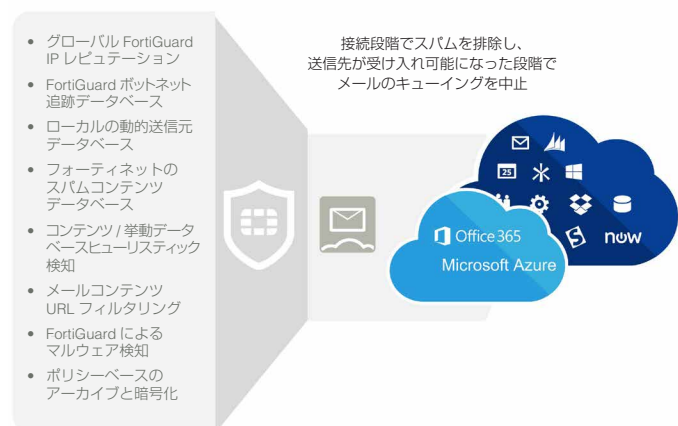 • グローバル FortiGuard
IP レピュテーション
• FortiGuard ボットネット
追跡データベース
• ローカルの動的送信元
データベース
• フォーティネットの
スパムコンテンツ
データベース
• コンテンツ / 挙動データ
ベースヒューリスティック
検知
• メールコンテンツ
URL フィルタリング
• FortiGuard による
マルウェア検知
• ポリシーベースの
アーカイブと暗号化
接続段階でスパムを排除し、
送信先が受け入れ可能になった段階で
メールのキューイングを中止
25
now
Office 365
Microsoft Azure